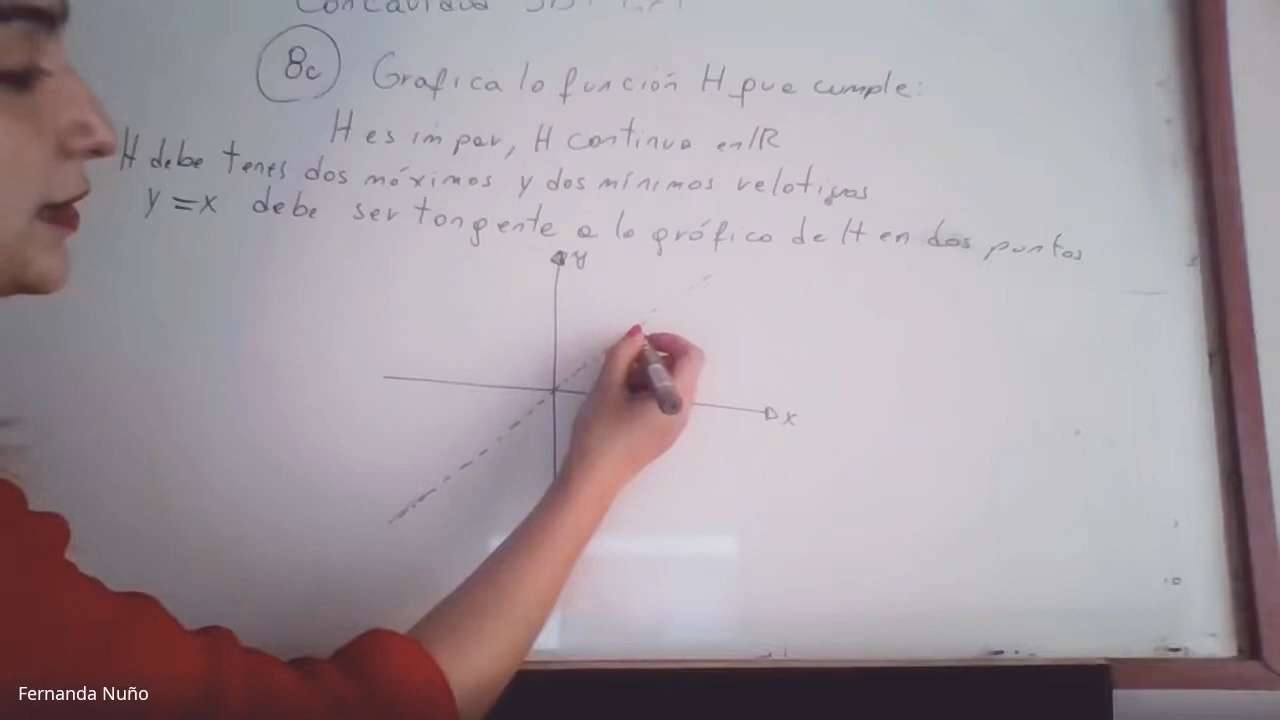 8c Grafica la función H que cumple:
H es impar, H continua en ℝ
H debe tener dos máximos y dos mínimos relativos
y = x debe ser tangente a la gráfica de H en dos puntos
y
x
Fernanda Nuño